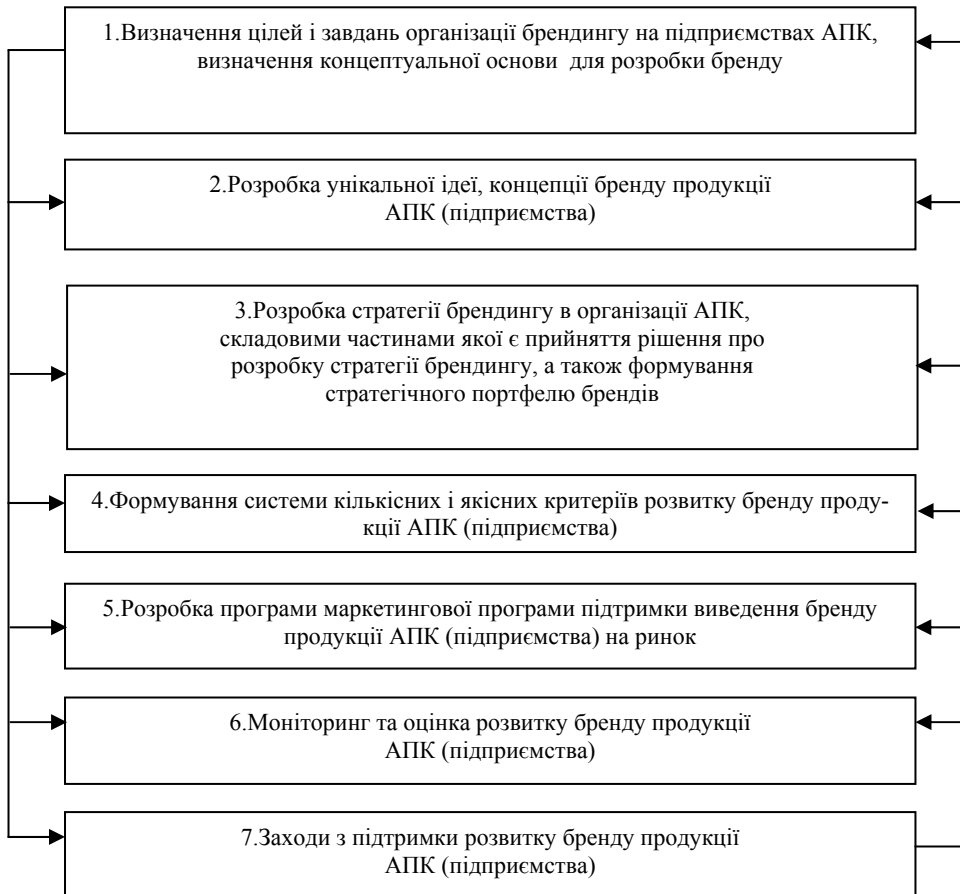 1.Визначення цілей і завдань організації брендингу на підприємствах АПК,
визначення концептуальної основи для розробки бренду
2.Розробка унікальної ідеї, концепції бренду продукції
АПК (підприємства)
3.Розробка стратегії брендингу в організації АПК,
складовими частинами якої є прийняття рішення про
розробку стратегії брендингу, а також формування
стратегічного портфелю брендів
4.Формування системи кількісних і якісних критеріїв розвитку бренду проду-
кції АПК (підприємства)
5.Розробка програми маркетингової програми підтримки виведення бренду
продукції АПК (підприємства) на ринок
6.Моніторинг та оцінка розвитку бренду продукції
АПК (підприємства)
7.Заходи з підтримки розвитку бренду продукції
АПК (підприємства)